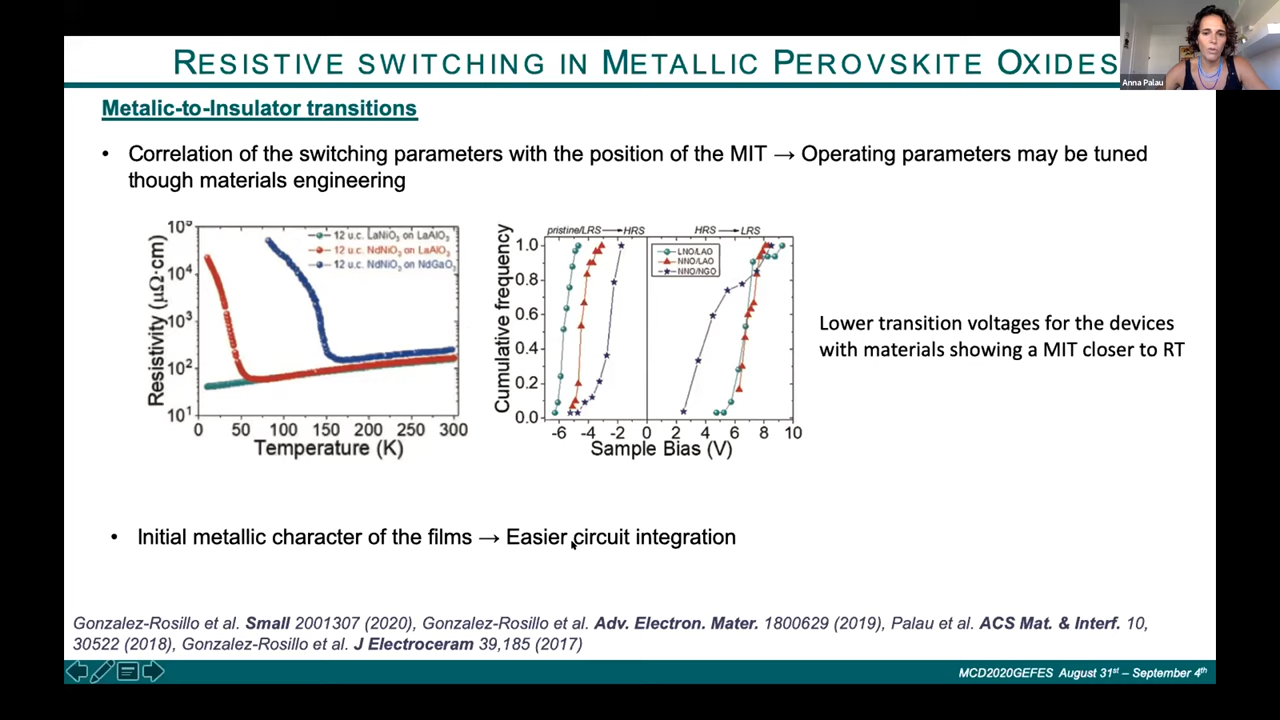 RESISTIVE SWITCHING IN METALLIC PEROVSKITE OXIDES
Anna Palau
Metalic-to-Insulator transitions
• Correlation of the switching parameters with the position of the MIT → Operating parameters may be tuned
though materials engineering
10⁵
10⁴
10³
10²
10¹
Resistivity (μΩ·cm)
12 u.c. LaNiO₃ on LaAlO₃
12 u.c. NdNiO₃ on LaAlO₃
12 u.c. NdNiO₃ on NdGaO₃
0 50 100 150 200 250 300
Temperature (K)
pristine/LRS→HRS HRS→LRS
Cumulative frequency
1.0
0.8
0.6
0.4
0.2
0.0
LNO/LAO
NNO/LAO
NNO/NGO
-6 -4 -2 0 2 4 6 8 10
Sample Bias (V)
Lower transition voltages for the devices
with materials showing a MIT closer to RT
• Initial metallic character of the films → Easier circuit integration
Gonzalez-Rosillo et al. Small 2001307 (2020), Gonzalez-Rosillo et al. Adv. Electron. Mater. 1800629 (2019), Palau et al. ACS Mat. & Interf. 10,
30522 (2018), Gonzalez-Rosillo et al. J Electroceram 39,185 (2017)
MCD2020GEFES August 31st – September 4th